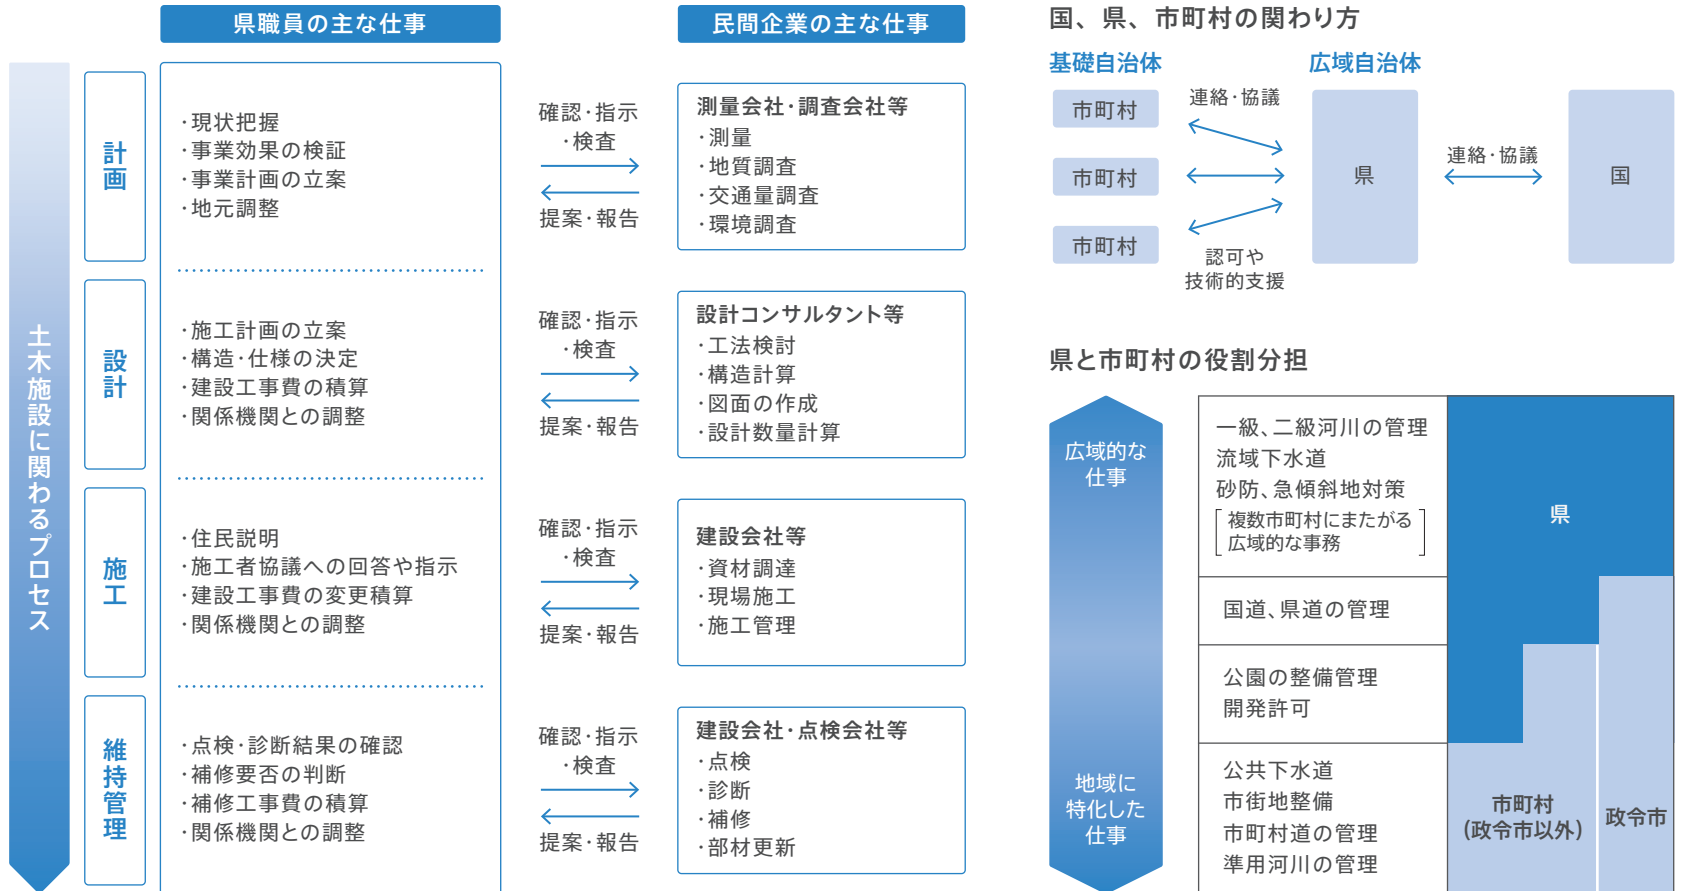 県職員の主な仕事
民間企業の主な仕事
土木施設に関わるプロセス
計画
・現状把握
・事業効果の検証
・事業計画の立案
・地元調整
確認・指示
・検査
提案・報告
測量会社・調査会社等
・測量
・地質調査
・交通量調査
・環境調査
設計
・施工計画の立案
・構造・仕様の決定
・建設工事費の積算
・関係機関との調整
確認・指示
・検査
提案・報告
設計コンサルタント等
・工法検討
・構造計算
・図面の作成
・設計数量計算
施工
・住民説明
・施工者協議への回答や指示
・建設工事費の変更積算
・関係機関との調整
確認・指示
・検査
提案・報告
建設会社等
・資材調達
・現場施工
・施工管理
維持管理
・点検・診断結果の確認
・補修要否の判断
・補修工事費の積算
・関係機関との調整
確認・指示
・検査
提案・報告
建設会社・点検会社等
・点検
・診断
・補修
・部材更新
国、県、市町村の関わり方
基礎自治体
広域自治体
市町村
市町村
市町村
連絡・協議
認可や
技術的支援
県
連絡・協議
国
県と市町村の役割分担
広域的な
仕事
地域に
特化した
仕事
一級、二級河川の管理
流域下水道
砂防、急傾斜地対策
複数市町村にまたがる
広域的な事務
国道、県道の管理
公園の整備管理
開発許可
公共下水道
市街地整備
市町村道の管理
準用河川の管理
県
市町村
(政令市以外)
政令市